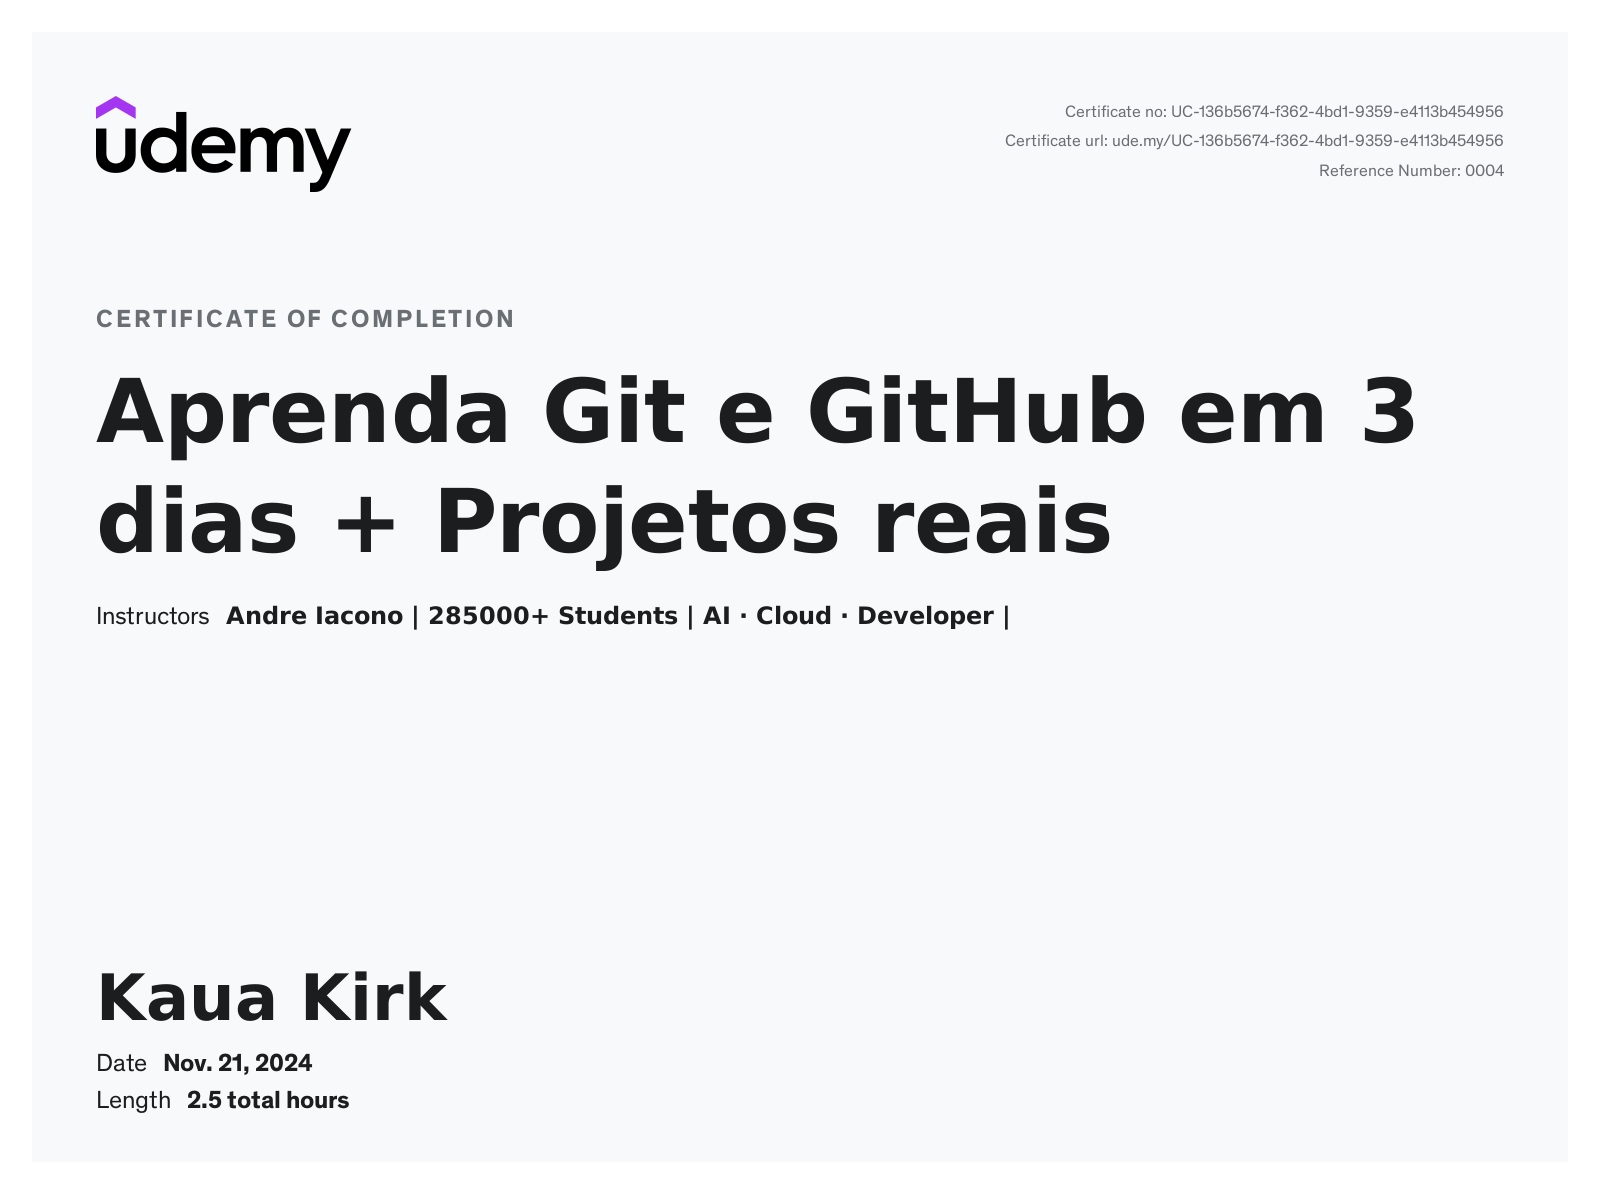 udemy
Certificate no: UC-136b5674-f362-4bd1-9359-e4113b454956
Certificate url: ude.my/UC-136b5674-f362-4bd1-9359-e4113b454956
Reference Number: 0004
CERTIFICATE OF COMPLETION
Aprenda Git e GitHub em 3
dias + Projetos reais
Instructors Andre Iacono | 285000+ Students | AI · Cloud · Developer |
Kaua Kirk
Date Nov. 21, 2024
Length 2.5 total hours